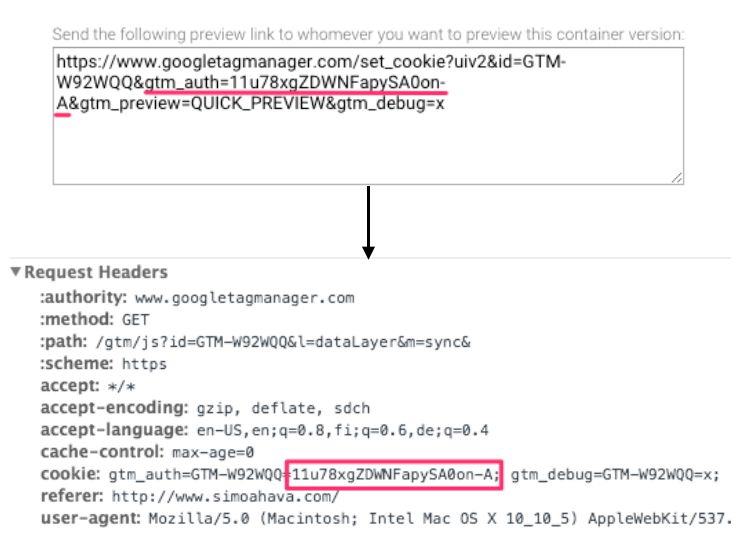 Send the following preview link to whomever you want to preview this container version:
https://www.googletagmanager.com/set_cookie?uiv2&id=GTM-
W92WQQ&gtm_auth=11u78xgZDWNFapySA0on-
A&gtm_preview=QUICK_PREVIEW&gtm_debug=x
▼Request Headers
:authority: www.googletagmanager.com
:method: GET
:path: /gtm/js?id=GTM-W92WQQ&l=dataLayer&m=sync&
:scheme: https
accept: */*
accept-encoding: gzip, deflate, sdch
accept-language: en-US,en;q=0.8,fi;q=0.6,de;q=0.4
cache-control: max-age=0
cookie: gtm_auth=GTM-W92WQQ=11u78xgZDWNFapySA0on-A; gtm_debug=GTM-W92WQQ=x;
referer: http://www.simoahava.com/
user-agent: Mozilla/5.0 (Macintosh; Intel Mac OS X 10_10_5) AppleWebKit/537.